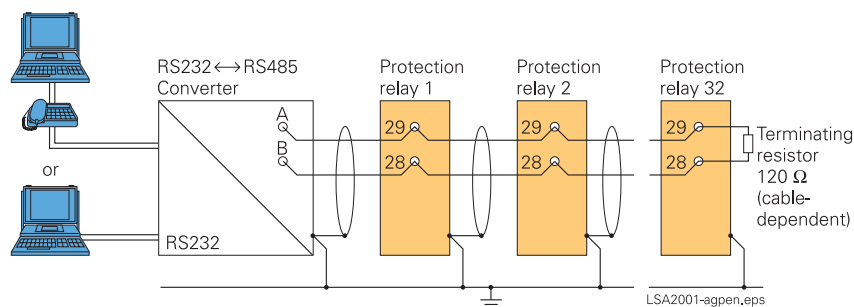 RS232 ↔ RS485
Converter
Protection
relay 1
Protection
relay 2
Protection
relay 32
A
B
29
28
29
28
29
28
Terminating
resistor
120 Ω
(cable-
dependent)
or
RS232
LSA2001-agpen.eps